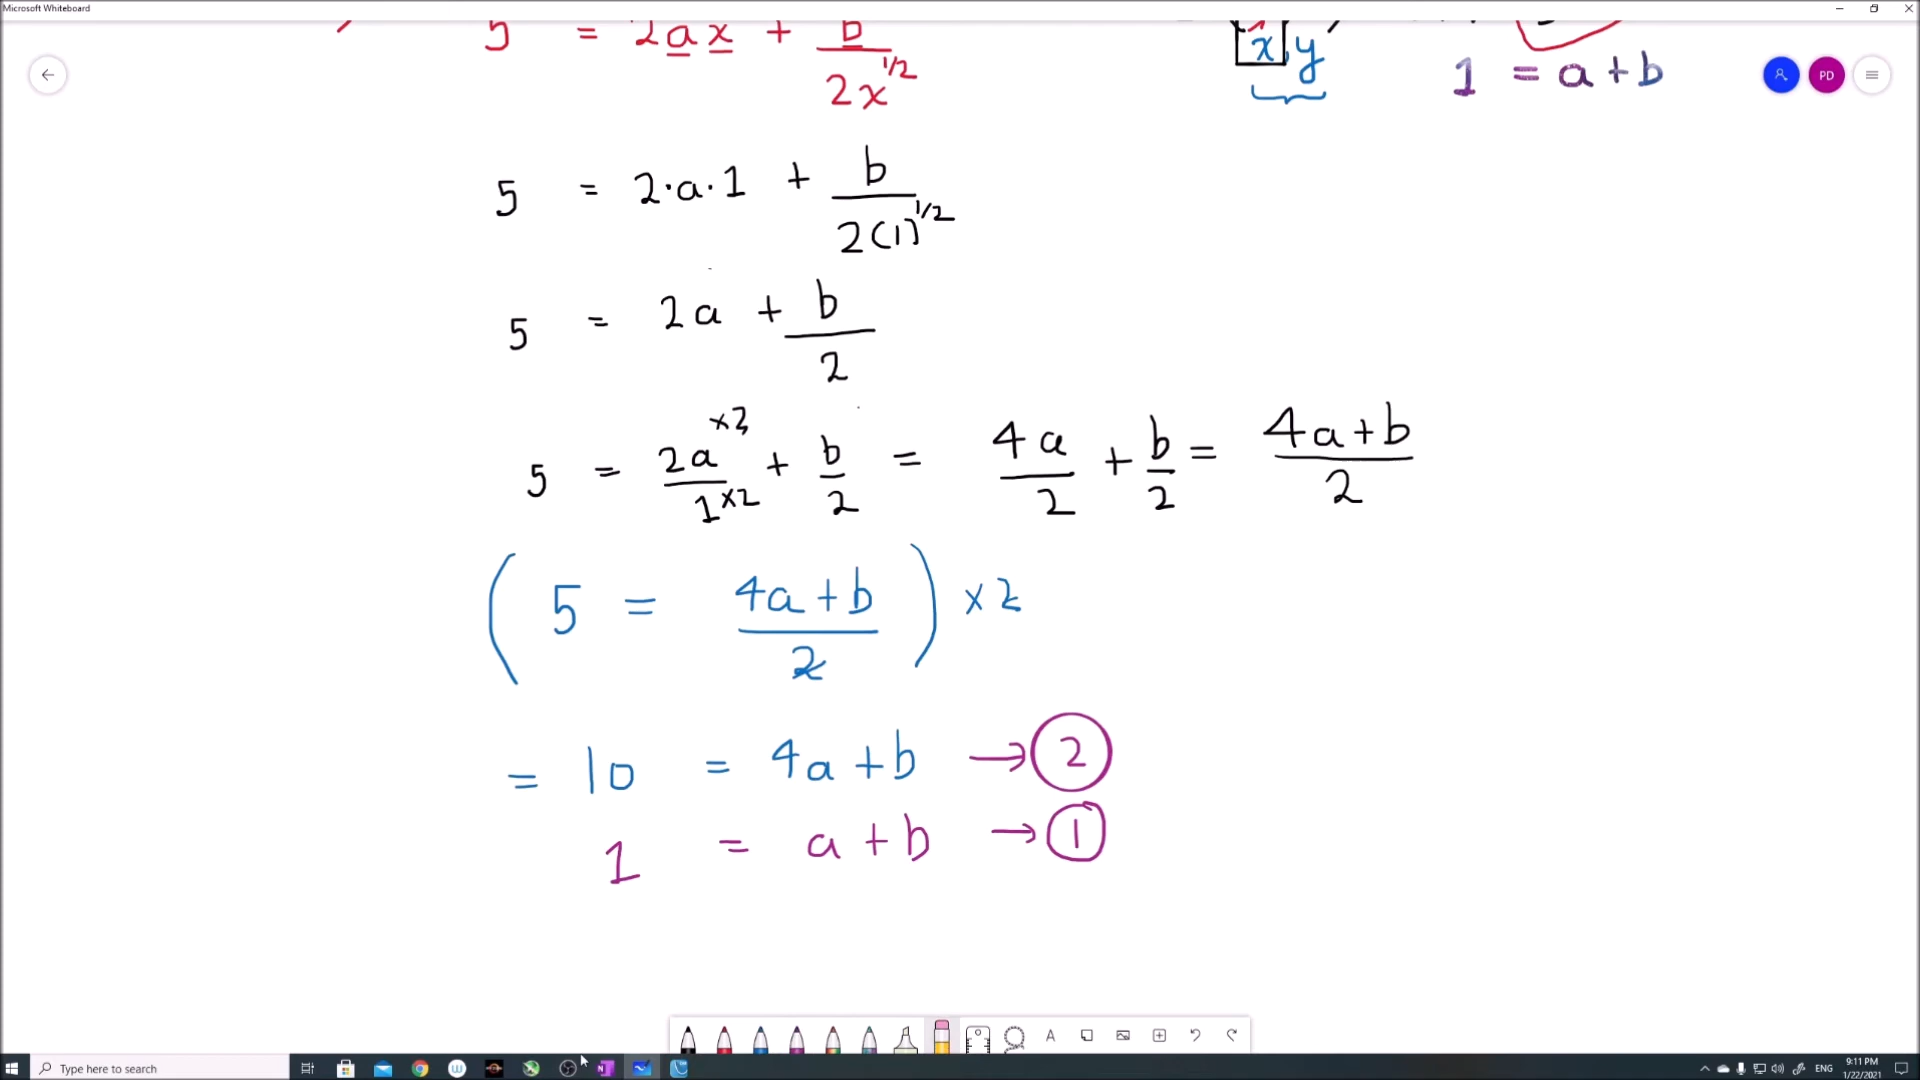 Microsoft Whiteboard
5 = 2ax + b/2x^1/2
x,y
1 = a+b
PD
5 = 2·a·1 + b/2(1)^1/2
5 = 2a + b/2
5 = 2a ×2/1 ×2 + b/2 = 4a/2 + b/2 = 4a+b/2
(5 = 4a+b/2) ×2
= 10 = 4a+b → 2
1 = a+b → 1
A
Type here to search
ENG
9:11 PM
1/22/2021